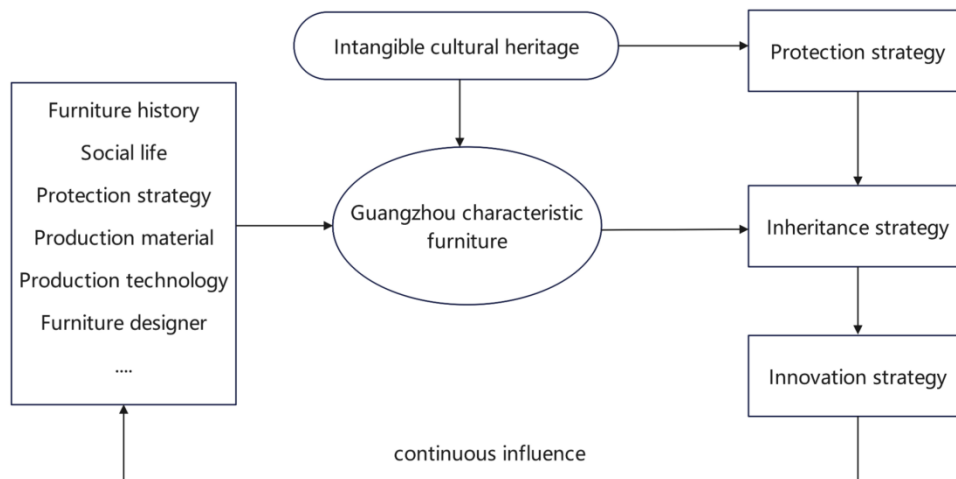 Intangible cultural heritage
Protection strategy
Furniture history
Social life
Protection strategy
Production material
Production technology
Furniture designer
....
Guangzhou characteristic
furniture
Inheritance strategy
Innovation strategy
continuous influence